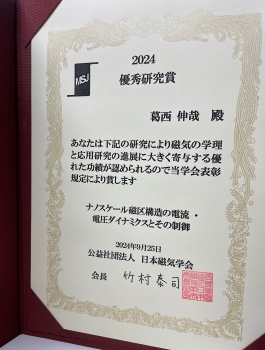 MSJ
2024
優秀研究賞
葛西 伸哉 殿
あなたは下記の研究により磁気の学理
と応用研究の進展に大きく寄与する優
れた功績が認められるので当学会表彰
規定により賞します
ナノスケール磁区構造の電流・
電圧ダイナミクスとその制御
2024年9月25日
公益社団法人 日本磁気学会
会長 竹村 泰司